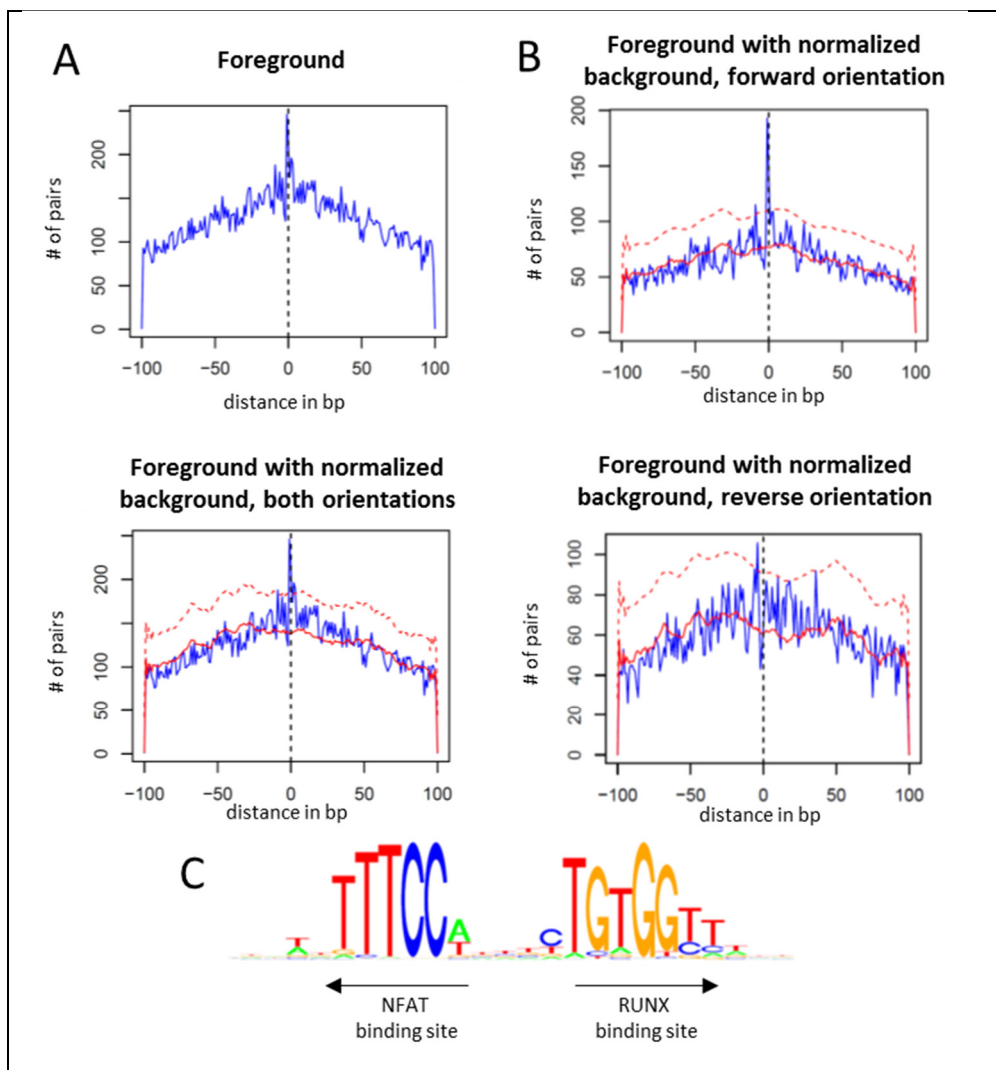 A
Foreground
# of pairs
200
150
100
50
0
−100 −50 0 50 100
distance in bp
B
Foreground with normalized
background, forward orientation
# of pairs
200
150
100
50
0
−100 −50 0 50 100
distance in bp
Foreground with normalized
background, both orientations
# of pairs
200
100
50
0
−100 −50 0 50 100
distance in bp
Foreground with normalized
background, reverse orientation
# of pairs
100
80
60
40
20
0
−100 −50 0 50 100
distance in bp
C
TTTCCA CTGTGGTT
NFAT
binding site
RUNX
binding site